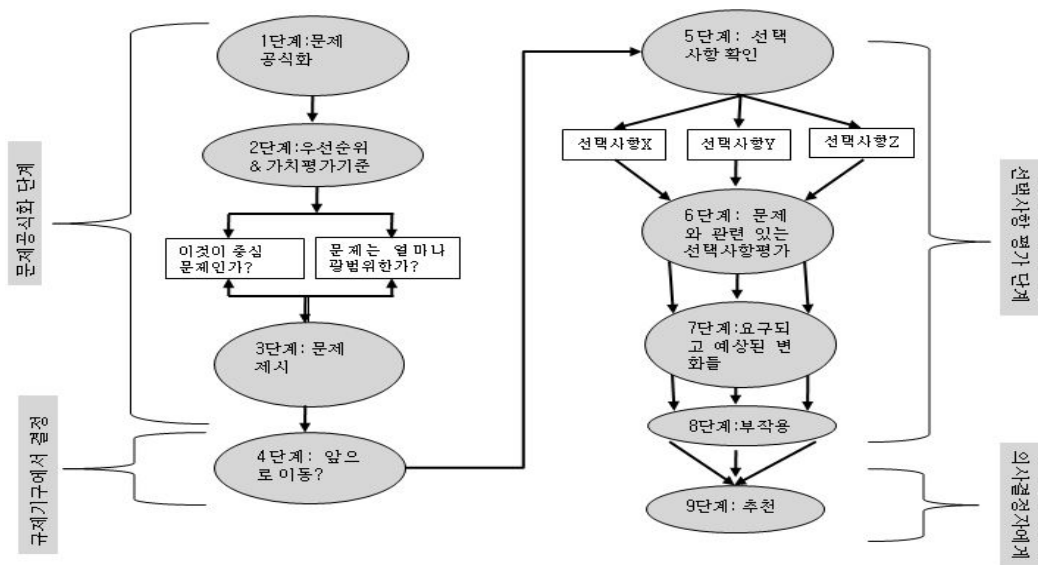 1단계:문제
공식화
2단계:우선순위
& 가치평가기준
이것이 중심
문제인가?
문제는 얼마나
광범위한가?
3단계: 문제
제시
4단계: 앞으
로 이동?
문제공식화 단계
규제기구에서 결정
5단계: 선택
사항 확인
선택사항X
선택사항Y
선택사항Z
6단계: 문제
와 관련 있는
선택사항평가
7단계:요구되
고 예상된 변
화들
8단계:부작용
9단계: 추천
선택사항 평가 단계
의사결정자에게